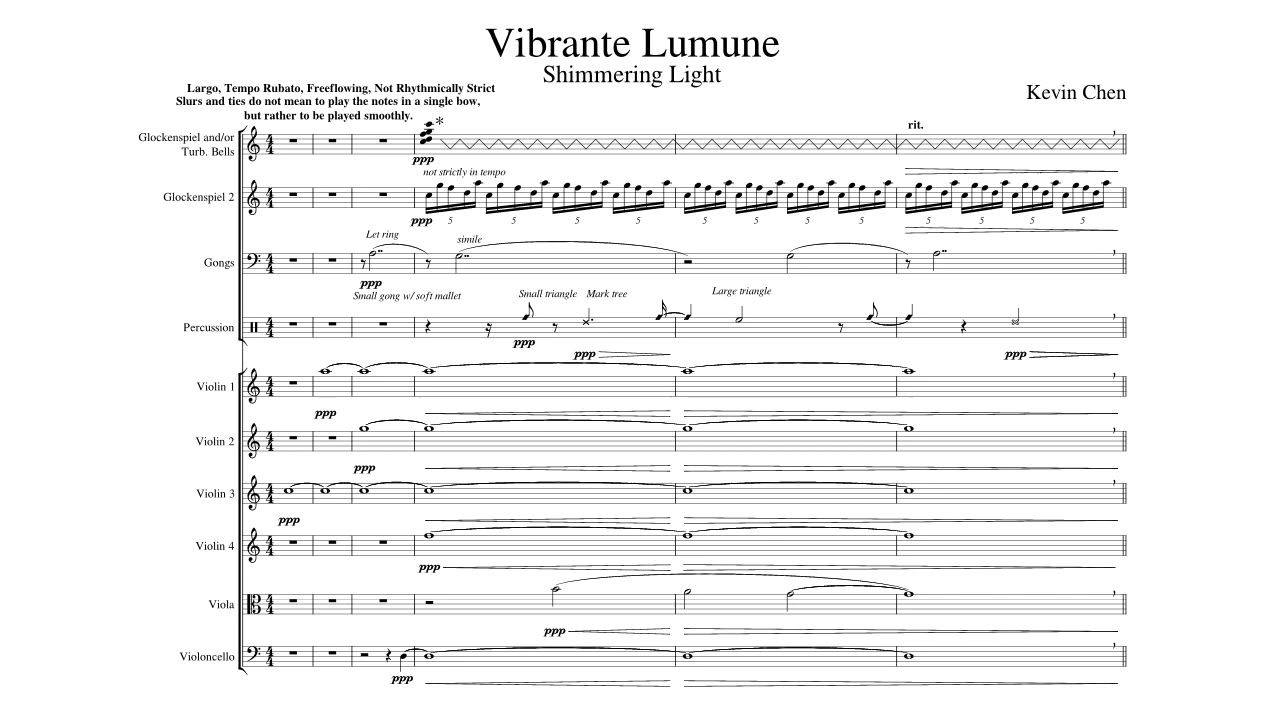 Vibrante Lumune
Shimmering Light
Largo, Tempo Rubato, Freeflowing, Not Rhythmically Strict
Slurs and ties do not mean to play the notes in a single bow,
but rather to be played smoothly.
Kevin Chen
Glockenspiel and/or
Turb. Bells
*
rit.
ppp
not strictly in tempo
Glockenspiel 2
5 5 5 5 5 5 5 5 5 5 5 5
ppp
Let ring
simile
Gongs
ppp
Small gong w/ soft mallet
Small triangle
Mark tree
Large triangle
Percussion
ppp
ppp
ppp
Violin 1
ppp
Violin 2
ppp
Violin 3
ppp
Violin 4
ppp
Viola
ppp
Violoncello
ppp